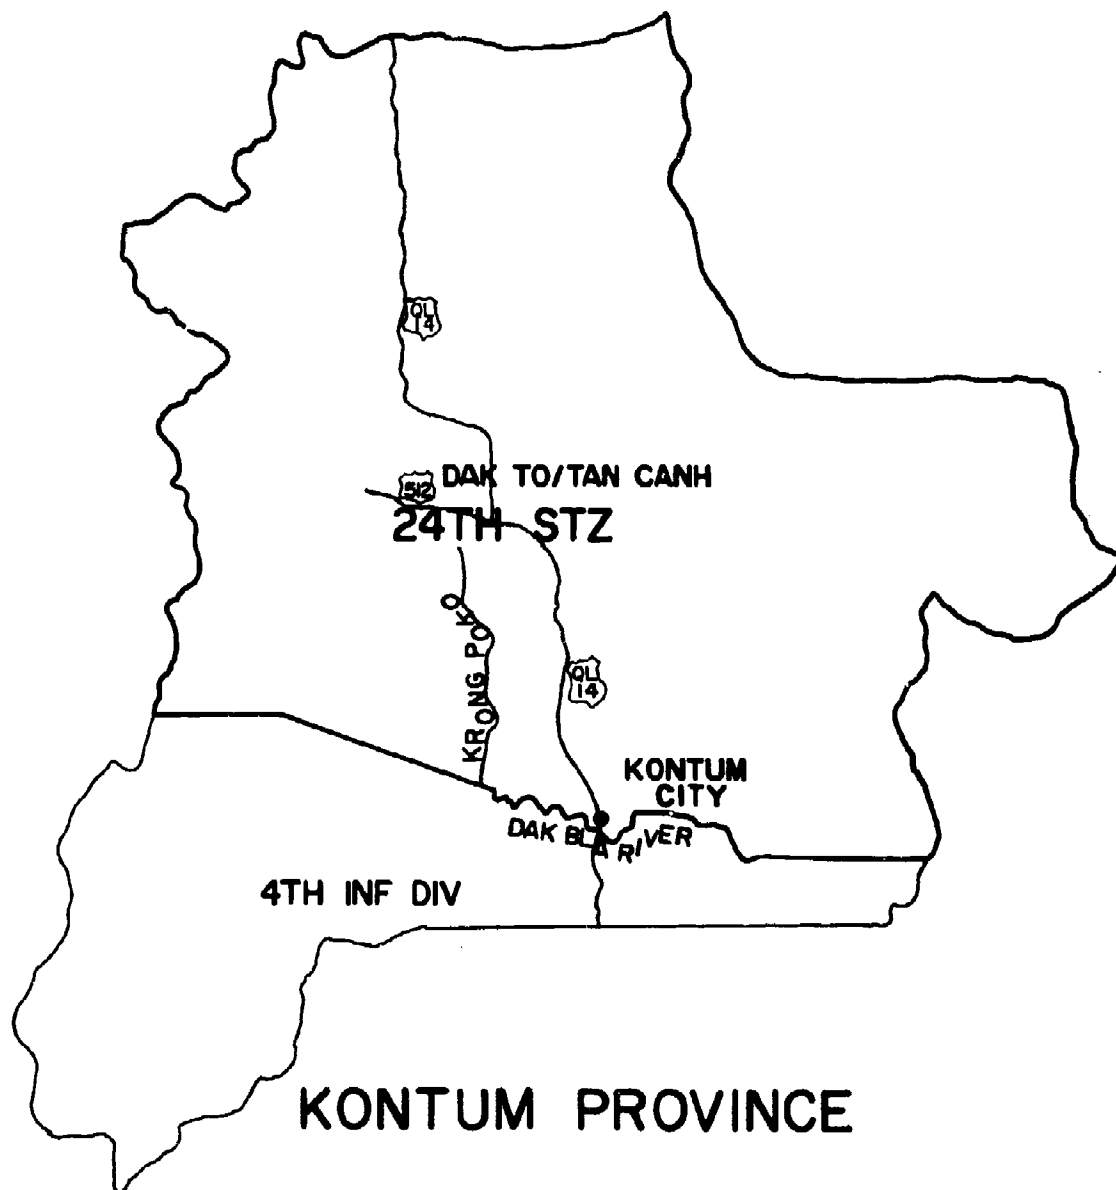 QL
14
DAK TO/TAN CANH
512
24TH STZ
KRONG POKO
QL
14
KONTUM
CITY
DAK BLA RIVER
4TH INF DIV
KONTUM PROVINCE